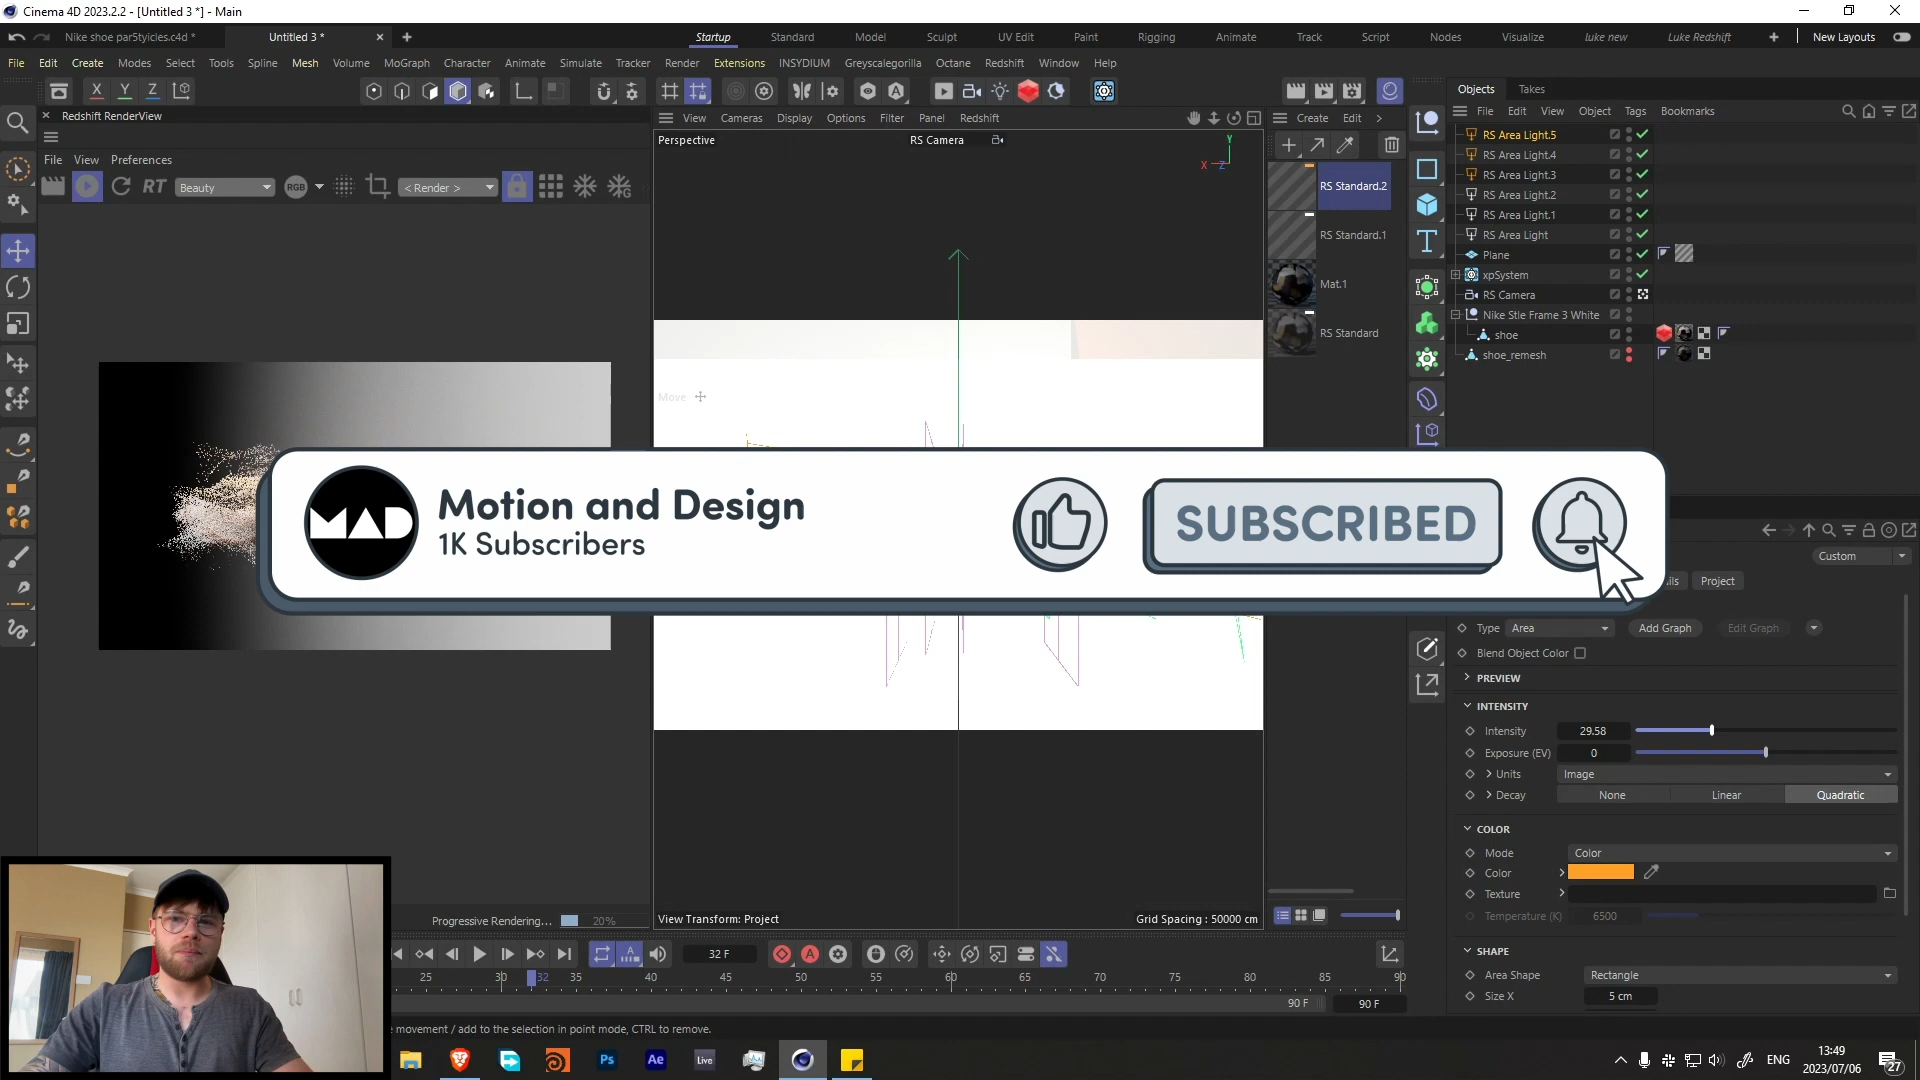 Cinema 4D 2023.2.2 - [Untitled 3 *] - Main
Nike shoe par5tyicles.c4d *
Untitled 3 *
Startup
Standard
Model
Sculpt
UV Edit
Paint
Rigging
Animate
Track
Script
Nodes
Visualize
luke new
Luke Redshift
New Layouts
File Edit Create Modes Select Tools Spline Mesh Volume MoGraph Character Animate Simulate Tracker Render Extensions INSYDIUM Greyscalegorilla Octane Redshift Window Help
X Y Z
Redshift RenderView
File View Preferences
RT
Beauty
RGB
< Render >
View Cameras Display Options Filter Panel Redshift
Perspective
RS Camera
Y
X
Z
Move
Create Edit
RS Standard.2
RS Standard.1
Mat.1
RS Standard
Objects Takes
File Edit View Object Tags Bookmarks
RS Area Light.5
RS Area Light.4
RS Area Light.3
RS Area Light.2
RS Area Light.1
RS Area Light
Plane
xpSystem
RS Camera
Nike Stie Frame 3 White
shoe
shoe_remesh
MAD
Motion and Design
1K Subscribers
SUBSCRIBED
Custom
ils
Project
Type Area Add Graph Edit Graph
Blend Object Color
PREVIEW
INTENSITY
Intensity 29.58
Exposure (EV) 0
Units Image
Decay None Linear Quadratic
COLOR
Mode Color
Color
Texture
Temperature (K) 6500
SHAPE
Area Shape Rectangle
Size X 5 cm
Progressive Rendering... 20%
View Transform: Project
Grid Spacing : 50000 cm
32 F
25 30 32 35 40 45 50 55 60 65 70 75 80 85 90
90 F
90 F
movement / add to the selection in point mode, CTRL to remove.
Ps
Ae
Live
ENG
13:49
2023/07/06
27